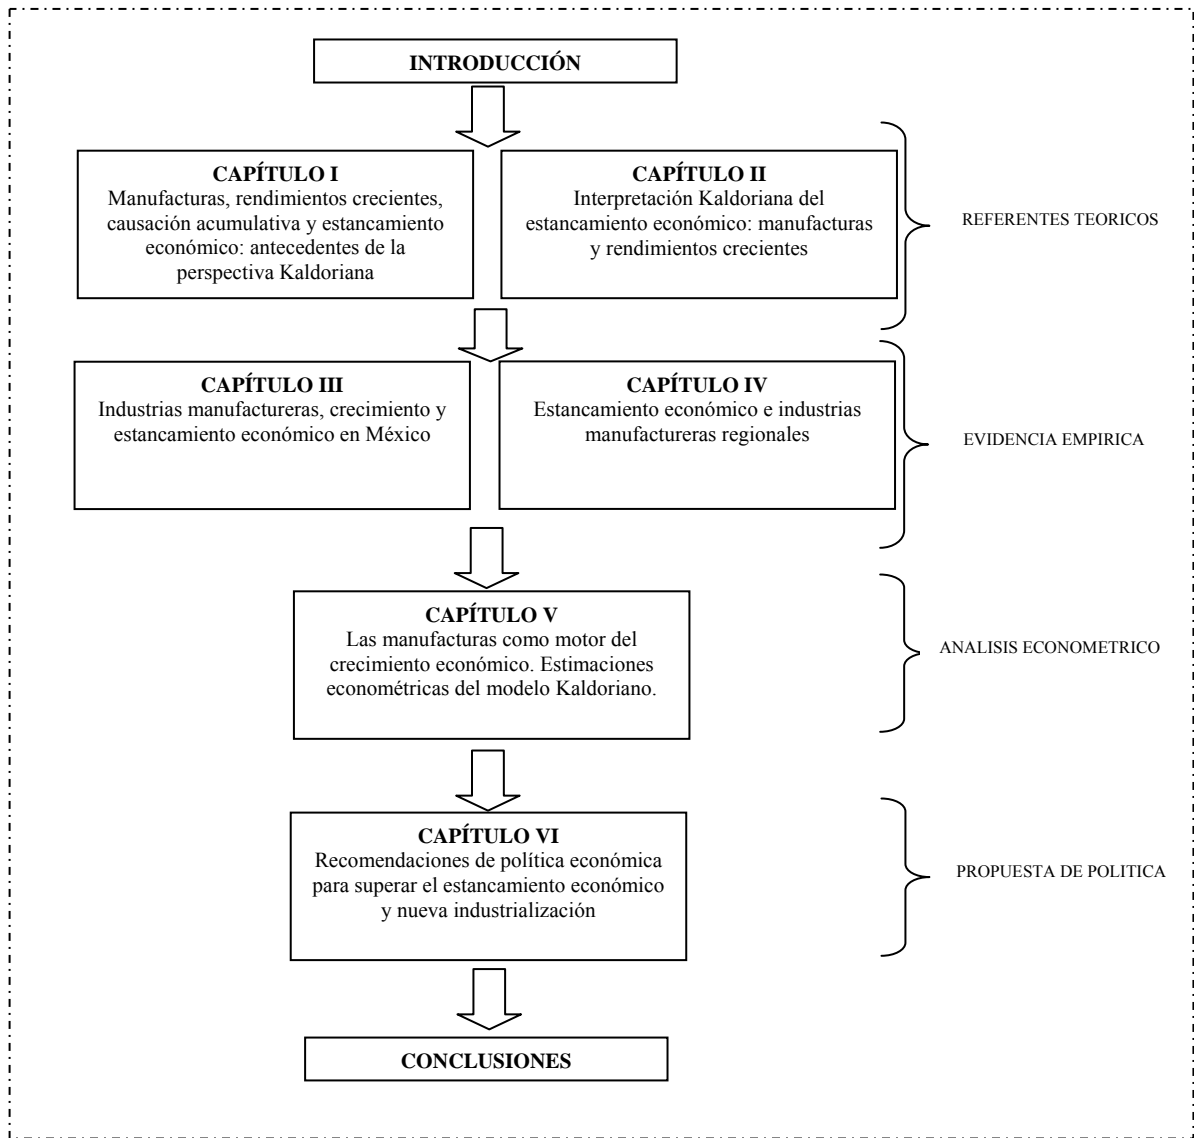 INTRODUCCIÓN
CAPÍTULO I
Manufacturas, rendimientos crecientes,
causación acumulativa y estancamiento
económico: antecedentes de la
perspectiva Kaldoriana
CAPÍTULO II
Interpretación Kaldoriana del
estancamiento económico: manufacturas
y rendimientos crecientes
REFERENTES TEORICOS
CAPÍTULO III
Industrias manufactureras, crecimiento y
estancamiento económico en México
CAPÍTULO IV
Estancamiento económico e industrias
manufactureras regionales
EVIDENCIA EMPIRICA
CAPÍTULO V
Las manufacturas como motor del
crecimiento económico. Estimaciones
econométricas del modelo Kaldoriano.
ANALISIS ECONOMETRICO
CAPÍTULO VI
Recomendaciones de política económica
para superar el estancamiento económico
y nueva industrialización
PROPUESTA DE POLITICA
CONCLUSIONES